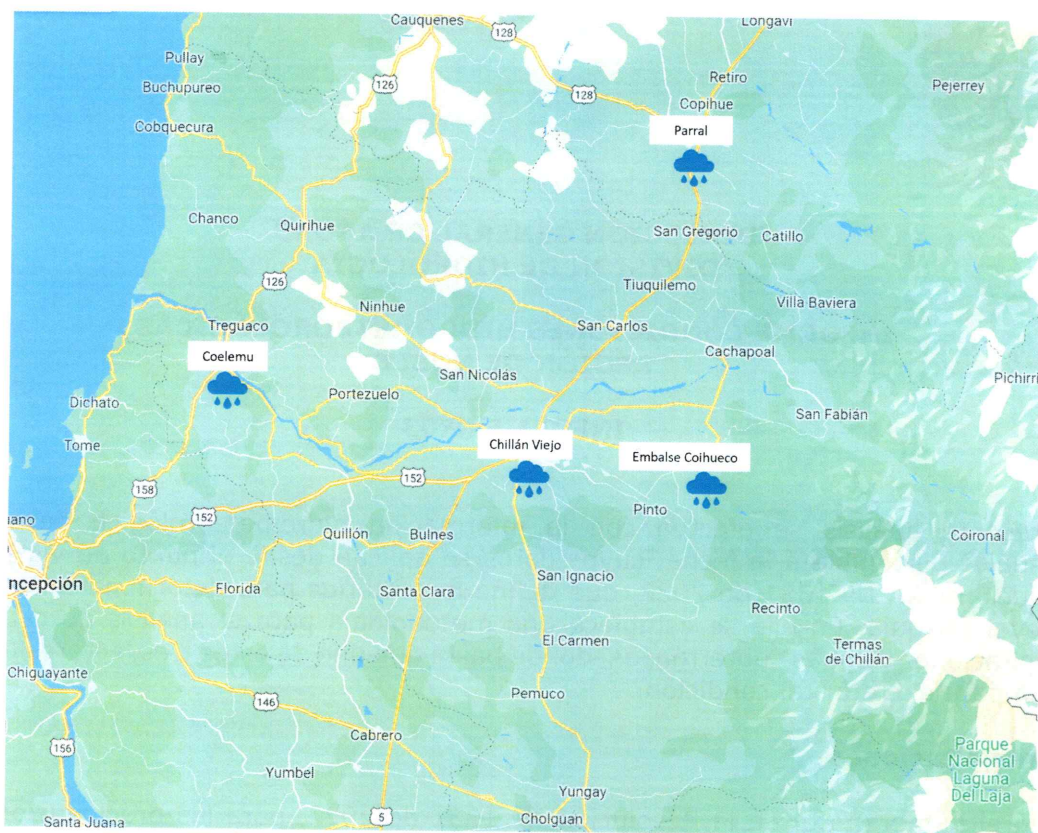 Cauquenes
Longaví
128
Pullay
Retiro
Pejerrey
Buchupureo
126
128
Copihue
Cobquecura
Parral
Chanco
Quirihue
San Gregorio
Catillo
126
Tiuquilemo
Ninhue
Villa Baviera
Treguaco
San Carlos
Coelemu
Cachapoal
San Nicolás
Pichirri
Portezuelo
Dichato
San Fabián
Tome
Chillán Viejo
Embalse Coihueco
152
158
Pinto
152
uano
Quillón
Bulnes
Coironal
ncepción
San Ignacio
Florida
Santa Clara
Recinto
El Carmen
Termas
de Chillán
Chiguayante
Pemuco
146
Cabrero
156
Parque
Nacional
Laguna
Del Laja
Yumbel
Yungay
5
Cholguan
Santa Juana